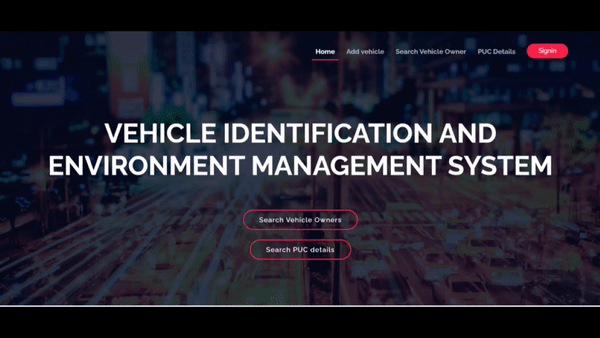 Home Add vehicle Search Vehicle Owner PUC Details Signin
VEHICLE IDENTIFICATION AND
ENVIRONMENT MANAGEMENT SYSTEM
Search Vehicle Owners
Search PUC details